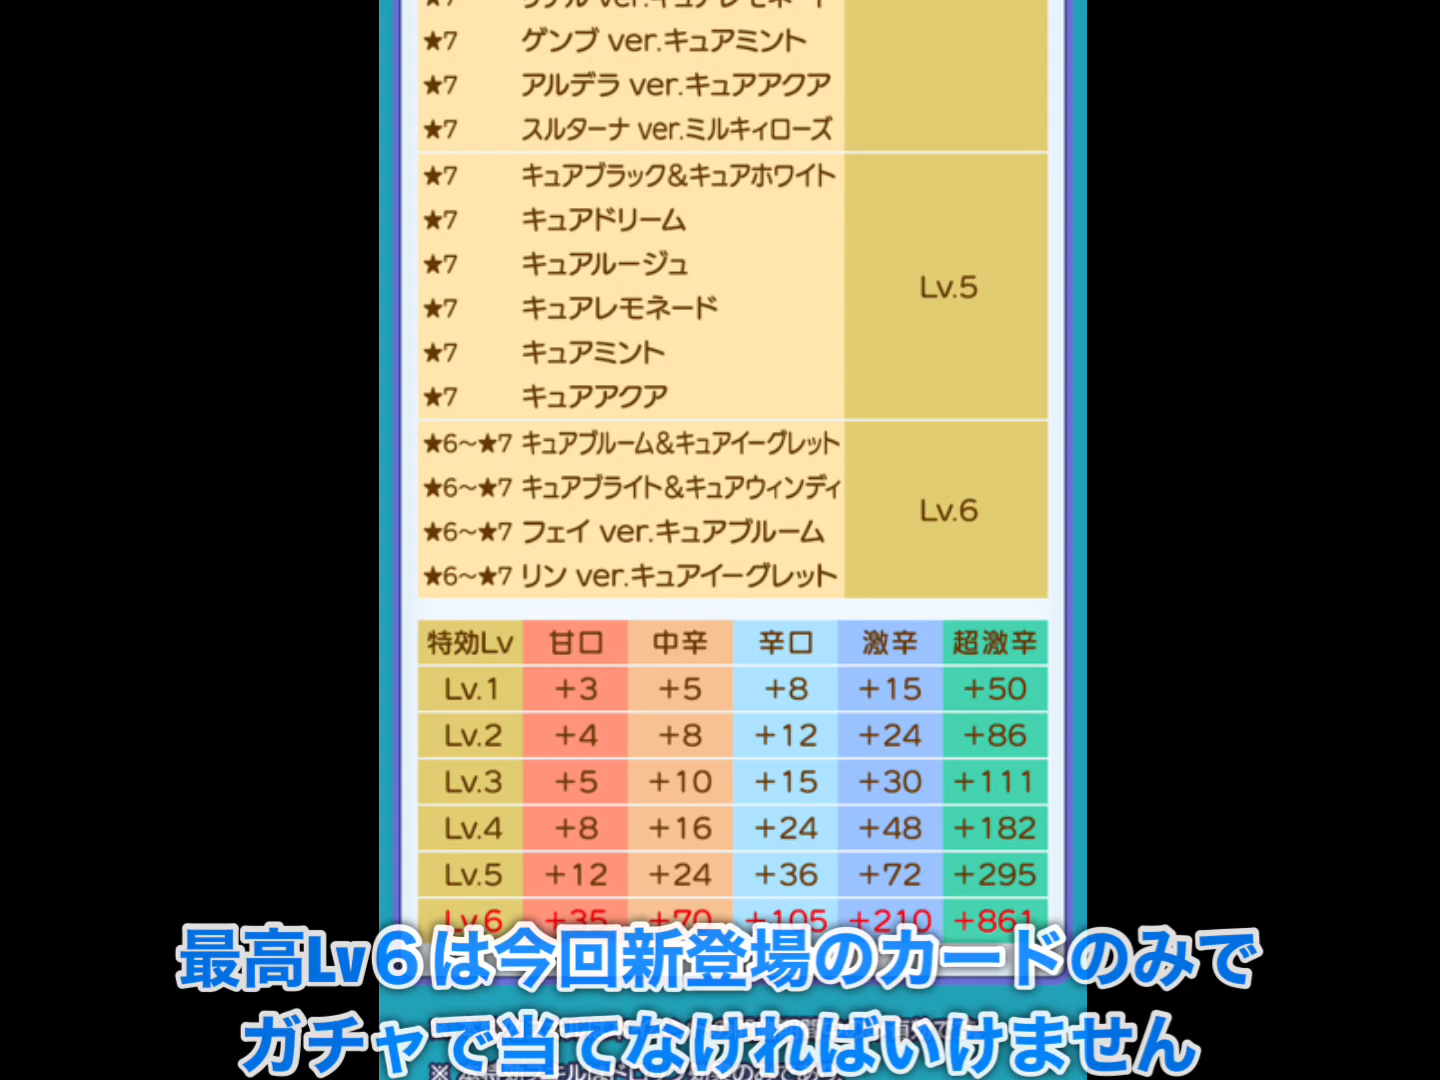 ★7 ゲンブ ver.キュアミント
★7 アルデラ ver.キュアアクア
★7 スルターナ ver.ミルキィローズ
★7 キュアブラック&キュアホワイト
★7 キュアドリーム
★7 キュアルージュ
★7 キュアレモネード
★7 キュアミント
★7 キュアアクア
Lv.5
★6~★7 キュアブルーム&キュアイーグレット
★6~★7 キュアブライト&キュアウィンディ
★6~★7 フェイ ver.キュアブルーム
★6~★7 リン ver.キュアイーグレット
Lv.6
特効Lv 甘口 中辛 辛口 激辛 超激辛
Lv.1 +3 +5 +8 +15 +50
Lv.2 +4 +8 +12 +24 +86
Lv.3 +5 +10 +15 +30 +111
Lv.4 +8 +16 +24 +48 +182
Lv.5 +12 +24 +36 +72 +295
Lv.6 +35 +70 +105 +210 +861
最高Lv6は今回新登場のカードのみで
ガチャで当てなければいけません